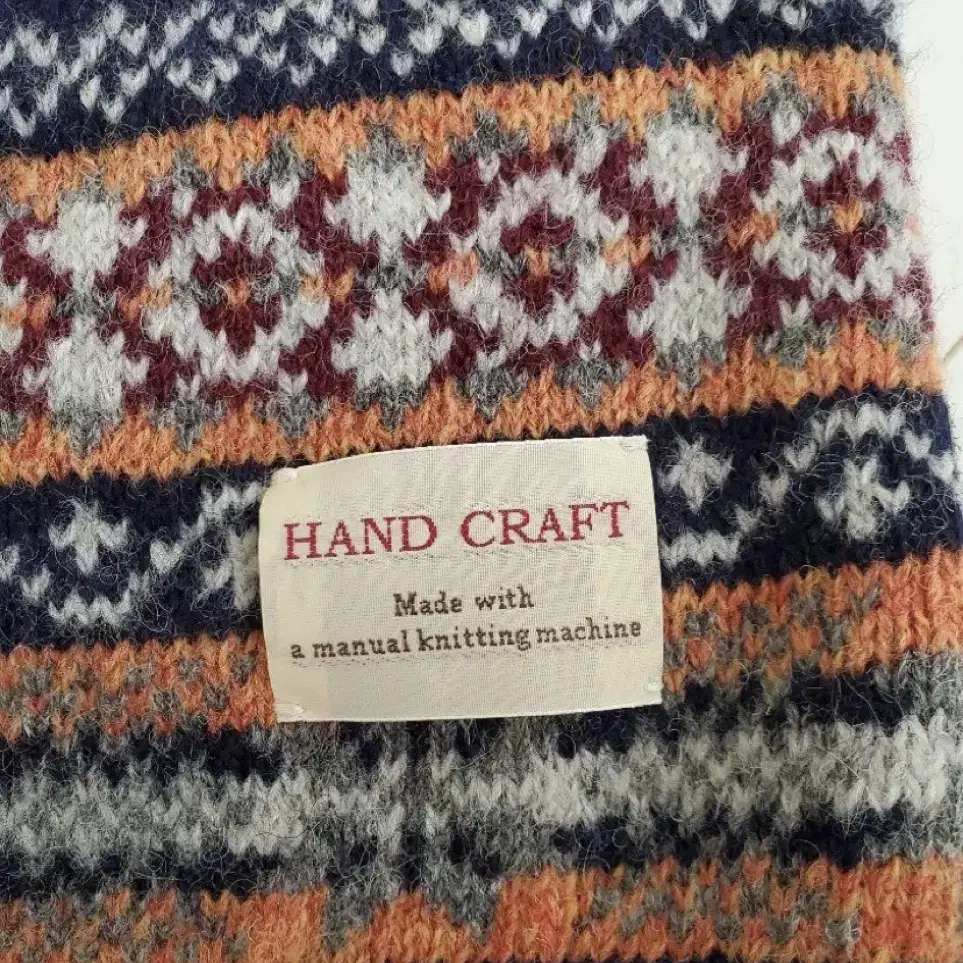 HAND CRAFT
Made with
a manual knitting machine